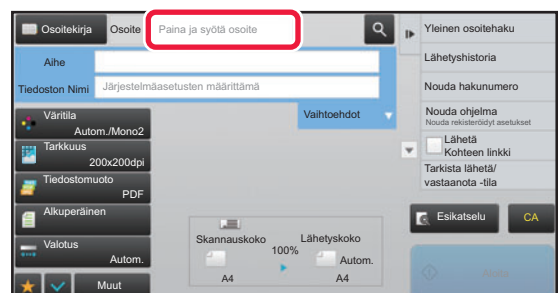 Osoitekirja Osoite Paina ja syötä osoite
Aihe
Tiedoston Nimi Järjestelmäasetusten määrittämä
Väritila
Autom./Mono2
Tarkkuus
200x200dpi
Tiedostomuoto
PDF
Alkuperäinen
Valotus
Autom.
Muut
Vaihtoehdot
Skannauskoko
100%
Lähetyskoko
Autom.
A4
A4
Yleinen osoitehaku
Lähetyshistoria
Nouda hakunumero
Nouda ohjelma
Nouda rekisteröidyt asetukset
Lähetä
Kohteen linkki
Tarkista lähetä/
vastaanota -tila
Esikatselu
CA
Aloita